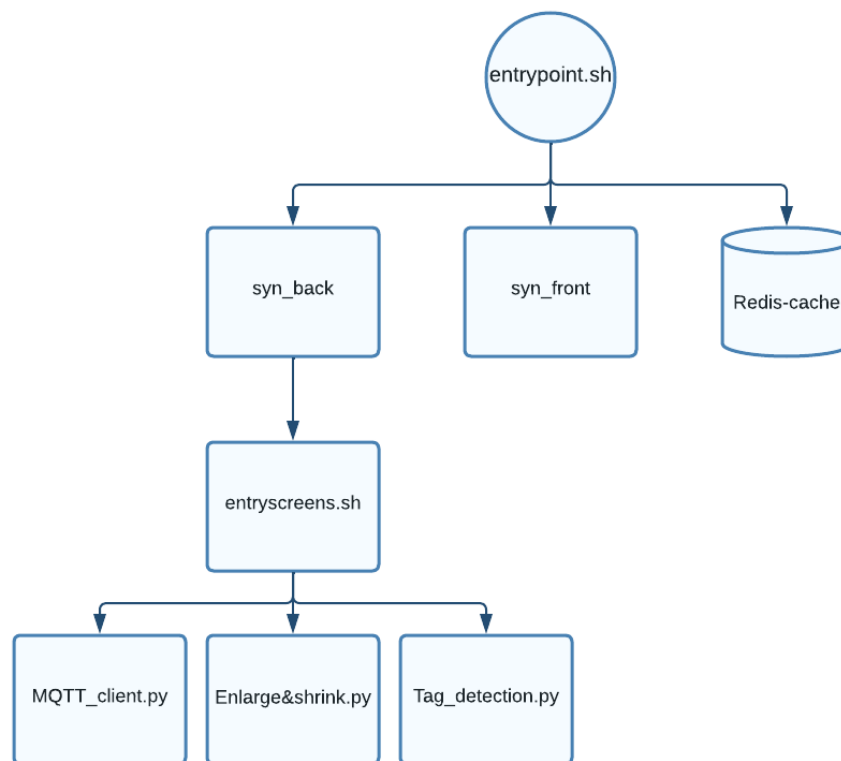 entrypoint.sh
syn_back
syn_front
Redis-cache
entryscreens.sh
MQTT_client.py
Enlarge&shrink.py
Tag_detection.py